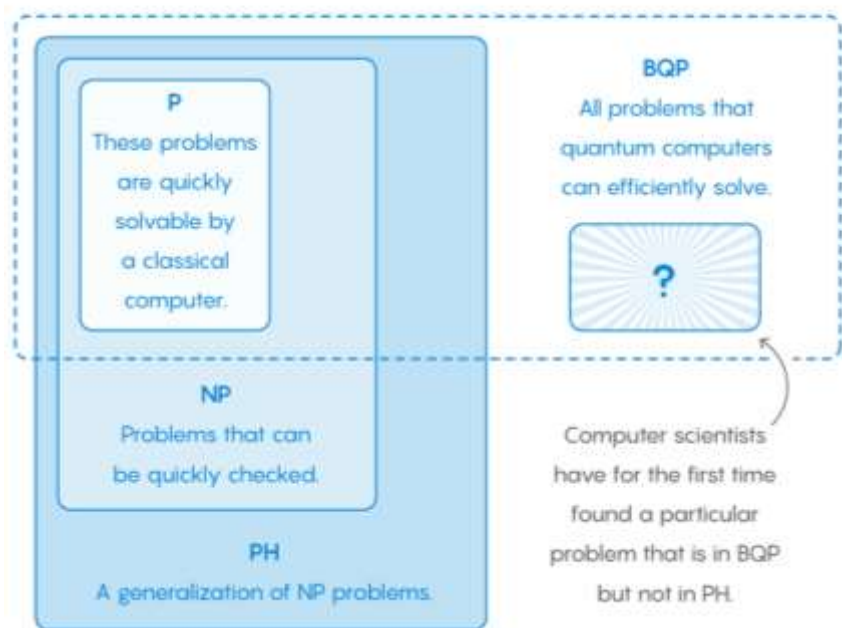 P
These problems
are quickly
solvable by
a classical
computer.
NP
Problems that can
be quickly checked.
PH
A generalization of NP problems.
BQP
All problems that
quantum computers
can efficiently solve.
?
Computer scientists
have for the first time
found a particular
problem that is in BQP
but not in PH.